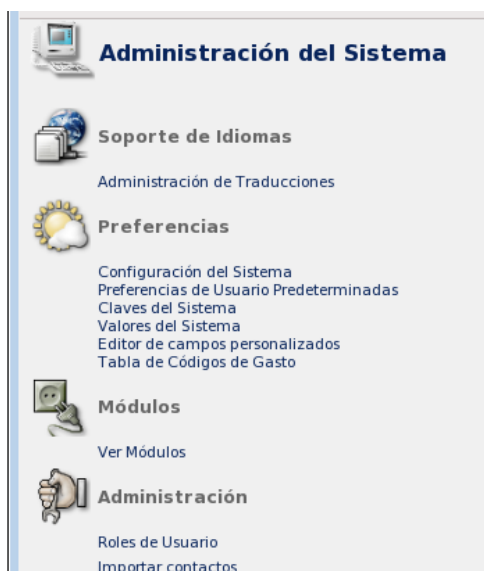 Administración del Sistema
Soporte de Idiomas
Administración de Traducciones
Preferencias
Configuración del Sistema
Preferencias de Usuario Predeterminadas
Claves del Sistema
Valores del Sistema
Editor de campos personalizados
Tabla de Códigos de Gasto
Módulos
Ver Módulos
Administración
Roles de Usuario
Importar contactos